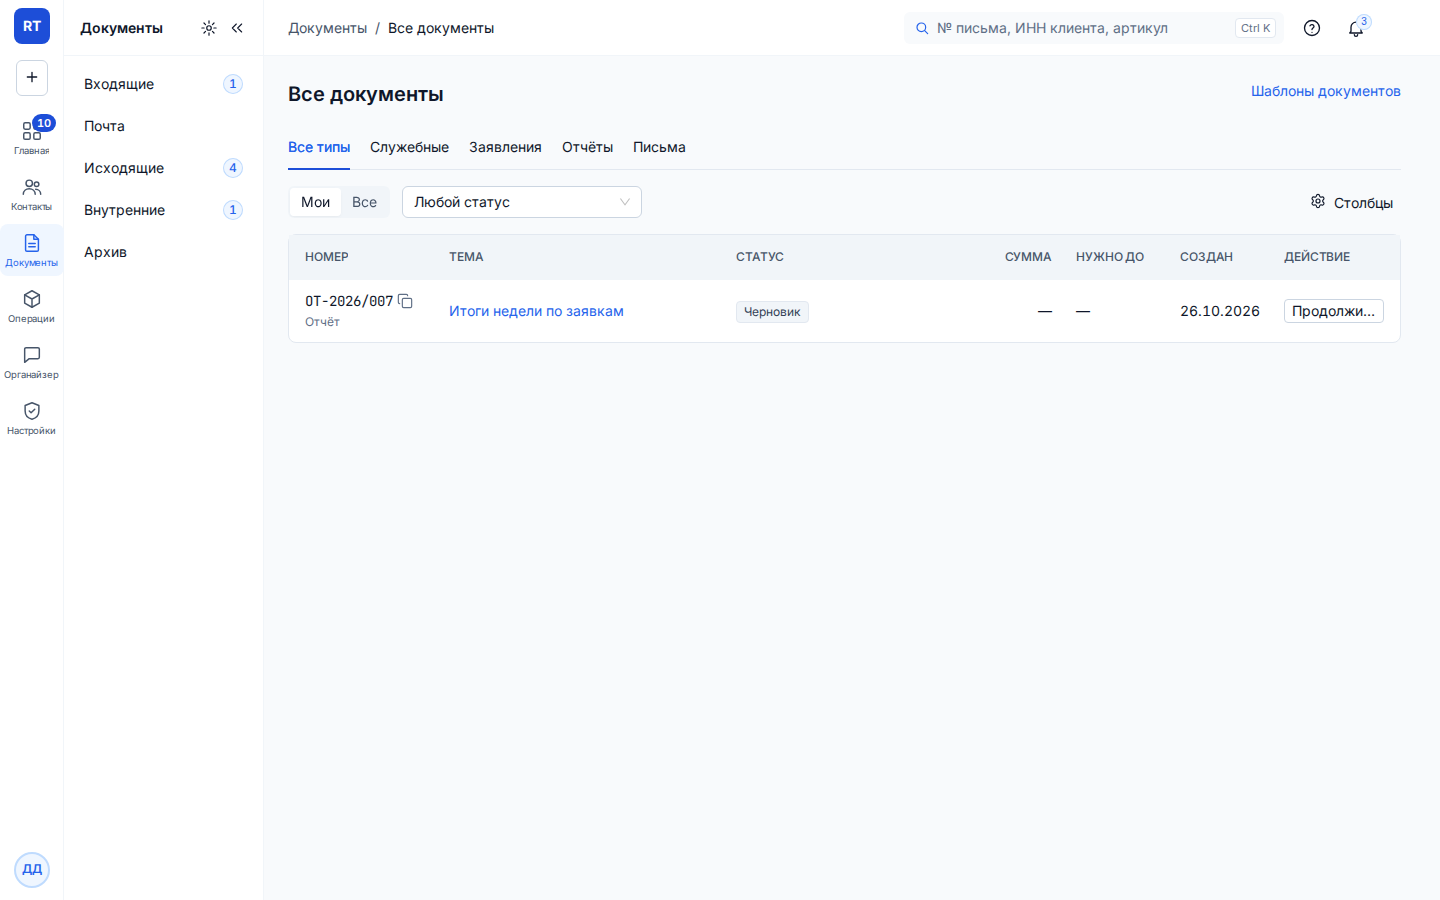 RT
Документы
Документы / Все документы
№ письма, ИНН клиента, артикул
Ctrl K
3
+
10
Главная
Контакты
Документы
Операции
Органайзер
Настройки
ДД
Входящие 1
Почта
Исходящие 4
Внутренние 1
Архив
Все документы
Шаблоны документов
Все типы Служебные Заявления Отчёты Письма
Мои Все Любой статус Столбцы
НОМЕР ТЕМА СТАТУС СУММА НУЖНО ДО СОЗДАН ДЕЙСТВИЕ
ОТ-2026/007 Итоги недели по заявкам Черновик — — 26.10.2026 Продолжи...
Отчёт